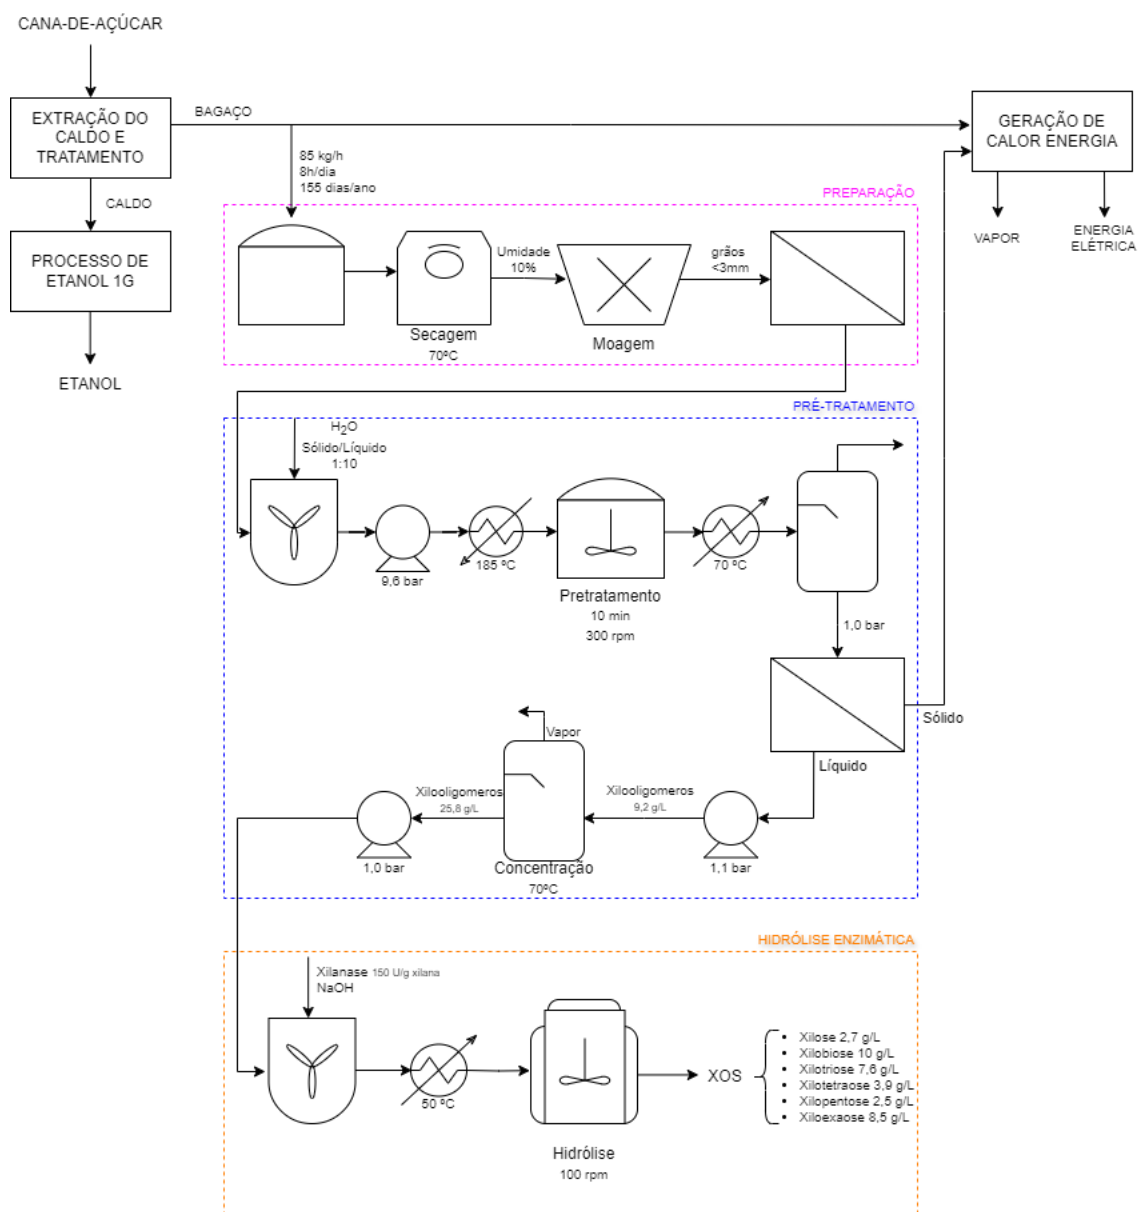 CANA-DE-AÇÚCAR
EXTRAÇÃO DO
CALDO E
TRATAMENTO
BAGAÇO
GERAÇÃO DE
CALOR ENERGIA
85 kg/h
8h/dia
155 dias/ano
CALDO
PREPARAÇÃO
VAPOR
ENERGIA
ELÉTRICA
PROCESSO DE
ETANOL 1G
Umidade
10%
grãos
<3mm
Secagem
70ºC
Moagem
ETANOL
PRÉ-TRATAMENTO
H2O
Sólido/Líquido
1:10
9,6 bar
185 ºC
Pretratamento
10 min
300 rpm
70 ºC
1,0 bar
Sólido
Líquido
Vapor
Xilooligomeros
25,8 g/L
Xilooligomeros
9,2 g/L
1,0 bar
Concentração
70ºC
1,1 bar
HIDRÓLISE ENZIMÁTICA
Xilanase 150 U/g xilana
NaOH
50 ºC
Hidrólise
100 rpm
XOS
• Xilose 2,7 g/L
• Xilobiose 10 g/L
• Xilotriose 7,6 g/L
• Xilotetraose 3,9 g/L
• Xilopentose 2,5 g/L
• Xiloexaose 8,5 g/L